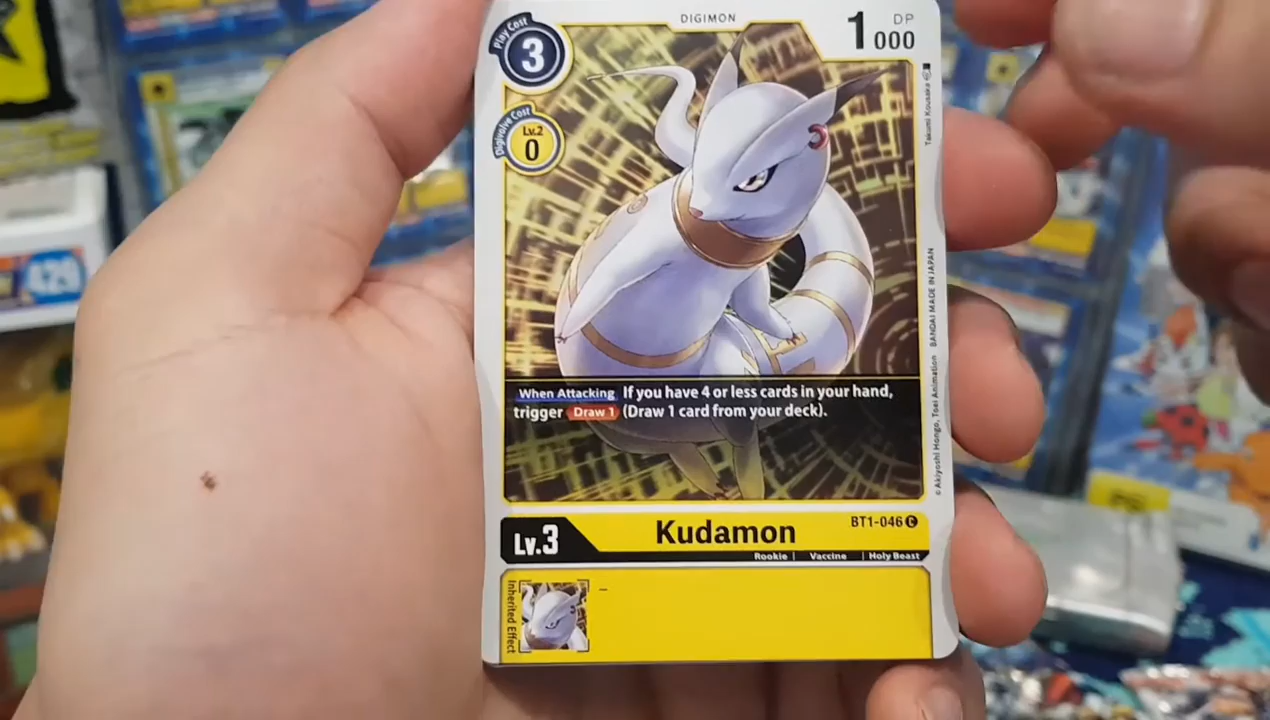 DIGIMON
Play Cost
3
1000
DP
Digivolve Cost
Lv.2
0
Takumi Kousaka
When Attacking If you have 4 or less cards in your hand,
trigger Draw 1 (Draw 1 card from your deck).
©Akiyoshi Hongo, Toei Animation BANDAI MADE IN JAPAN
Lv.3
Kudamon
BT1-046 C
Rookie | Vaccine | Holy Beast
Inherited Effect
-
429